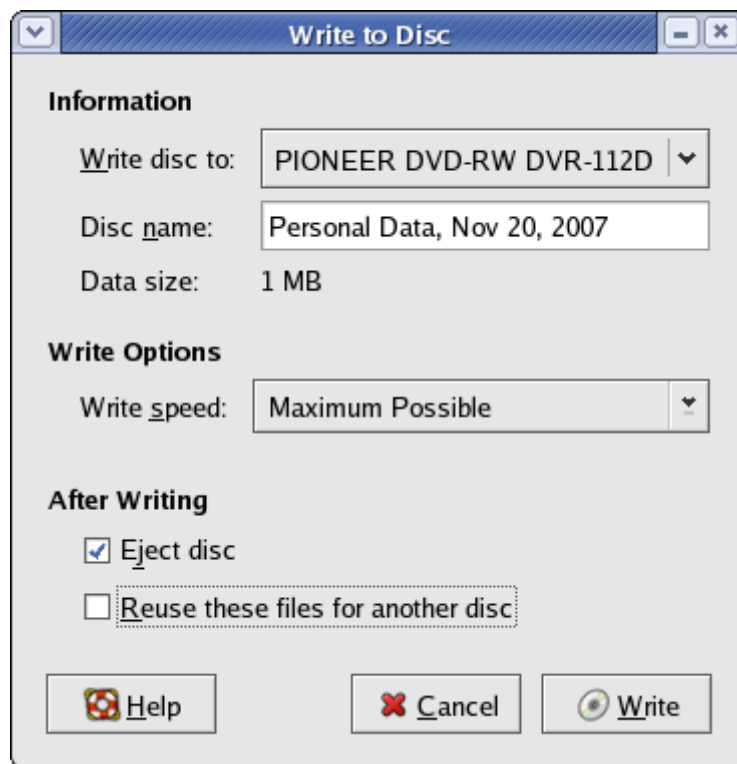 Write to Disc
Information
Write disc to: PIONEER DVD-RW DVR-112D
Disc name: Personal Data, Nov 20, 2007
Data size: 1 MB
Write Options
Write speed: Maximum Possible
After Writing
Eject disc
Reuse these files for another disc
Help Cancel Write